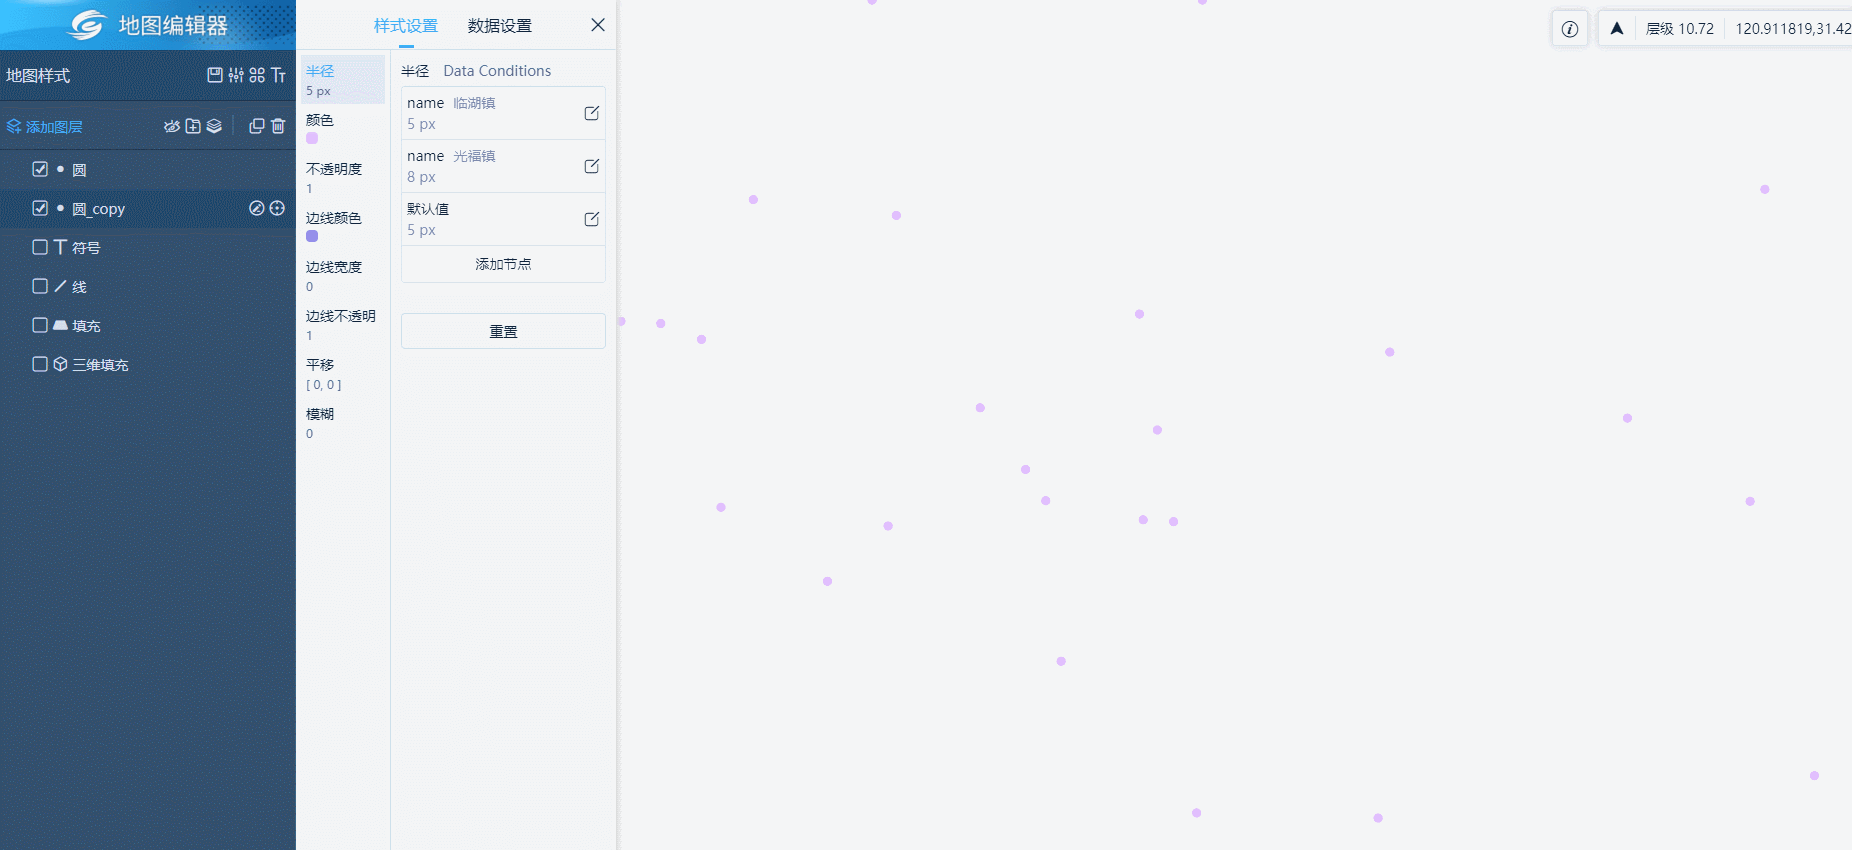 地图编辑器
地图样式
添加图层
圆
圆_copy
符号
线
填充
三维填充
样式设置
数据设置
半径
5 px
颜色
不透明度
1
边线颜色
边线宽度
0
边线不透明
1
平移
[ 0, 0 ]
模糊
0
半径 Data Conditions
name 临湖镇
5 px
name 光福镇
8 px
默认值
5 px
添加节点
重置
层级 10.72
120.911819,31.42